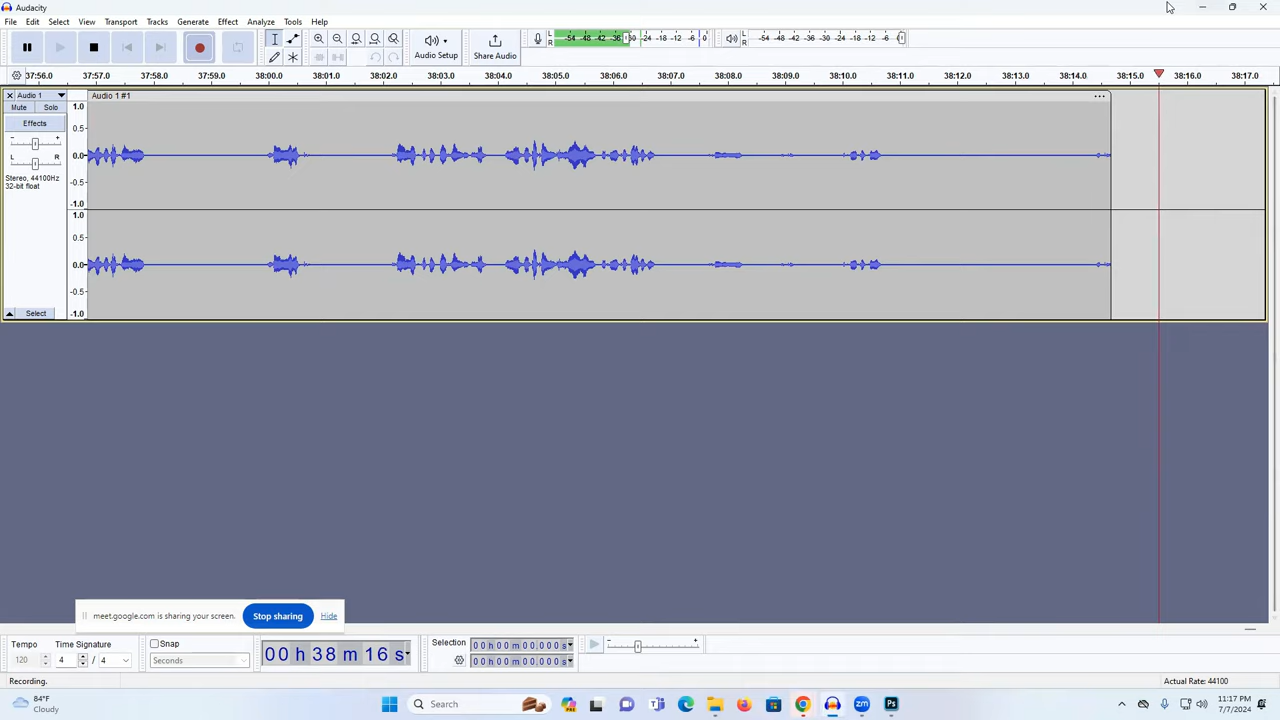 Audacity
File Edit Select View Transport Tracks Generate Effect Analyze Tools Help
Audio Setup Share Audio
L R -54 -48 -42 -36 -30 -24 -18 -12 -6 0
L R -54 -48 -42 -36 -30 -24 -18 -12 -6 0
37:56.0 37:57.0 37:58.0 37:59.0 38:00.0 38:01.0 38:02.0 38:03.0 38:04.0 38:05.0 38:06.0 38:07.0 38:08.0 38:09.0 38:10.0 38:11.0 38:12.0 38:13.0 38:14.0 38:15.0 38:16.0 38:17.0
Audio 1 Audio 1 #1
Mute Solo
Effects
- +
L R
Stereo, 44100Hz
32-bit float
1.0
0.5
0.0
-0.5
-1.0
1.0
0.5
0.0
-0.5
-1.0
Select
meet.google.com is sharing your screen. Stop sharing Hide
Tempo Time Signature Snap
120 4 / 4 Seconds
00 h 38 m 16 s
Selection 00 h 00 m 00.000 s
00 h 00 m 00.000 s
Recording. Actual Rate: 44100
84°F
Cloudy
Search
11:17 PM
7/7/2024